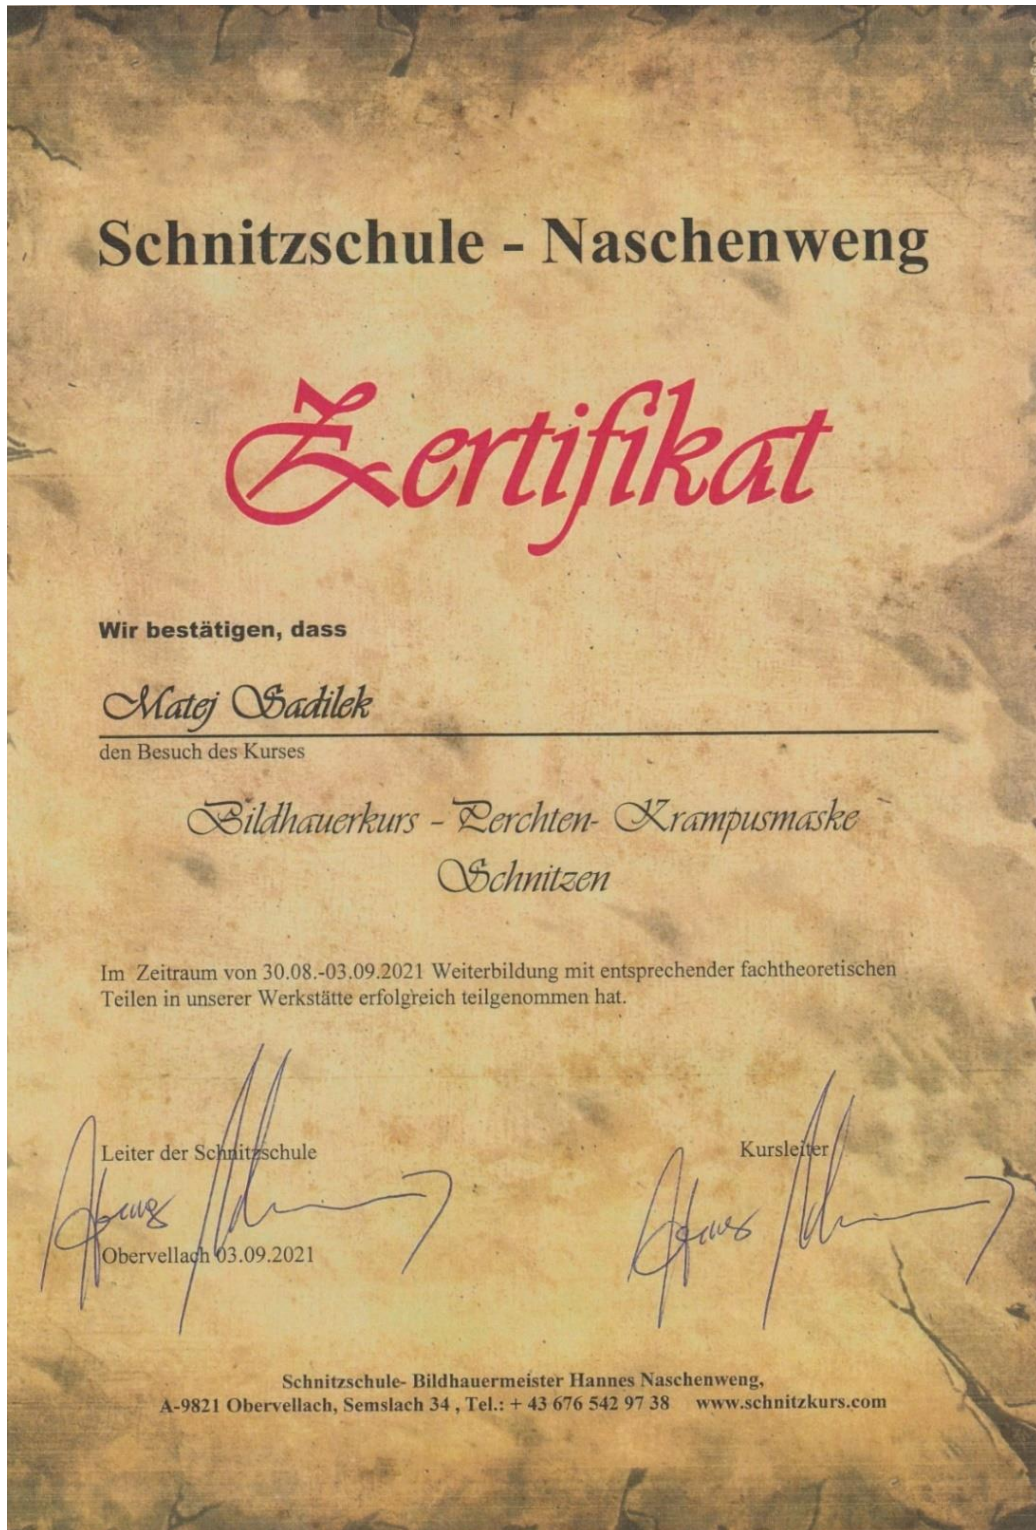 Schnitzschule - Naschenweng
Zertifikat
Wir bestätigen, dass
Matej Sadilek
den Besuch des Kurses
Bildhauerkurs - Perchten- Krampusmaske
Schnitzen
Im Zeitraum von 30.08.-03.09.2021 Weiterbildung mit entsprechender fachtheoretischen
Teilen in unserer Werkstätte erfolgreich teilgenommen hat.
Leiter der Schnitzschule
Kursleiter
Obervellach 03.09.2021
Schnitzschule- Bildhauermeister Hannes Naschenweng,
A-9821 Obervellach, Semslach 34 , Tel.: + 43 676 542 97 38 www.schnitzkurs.com